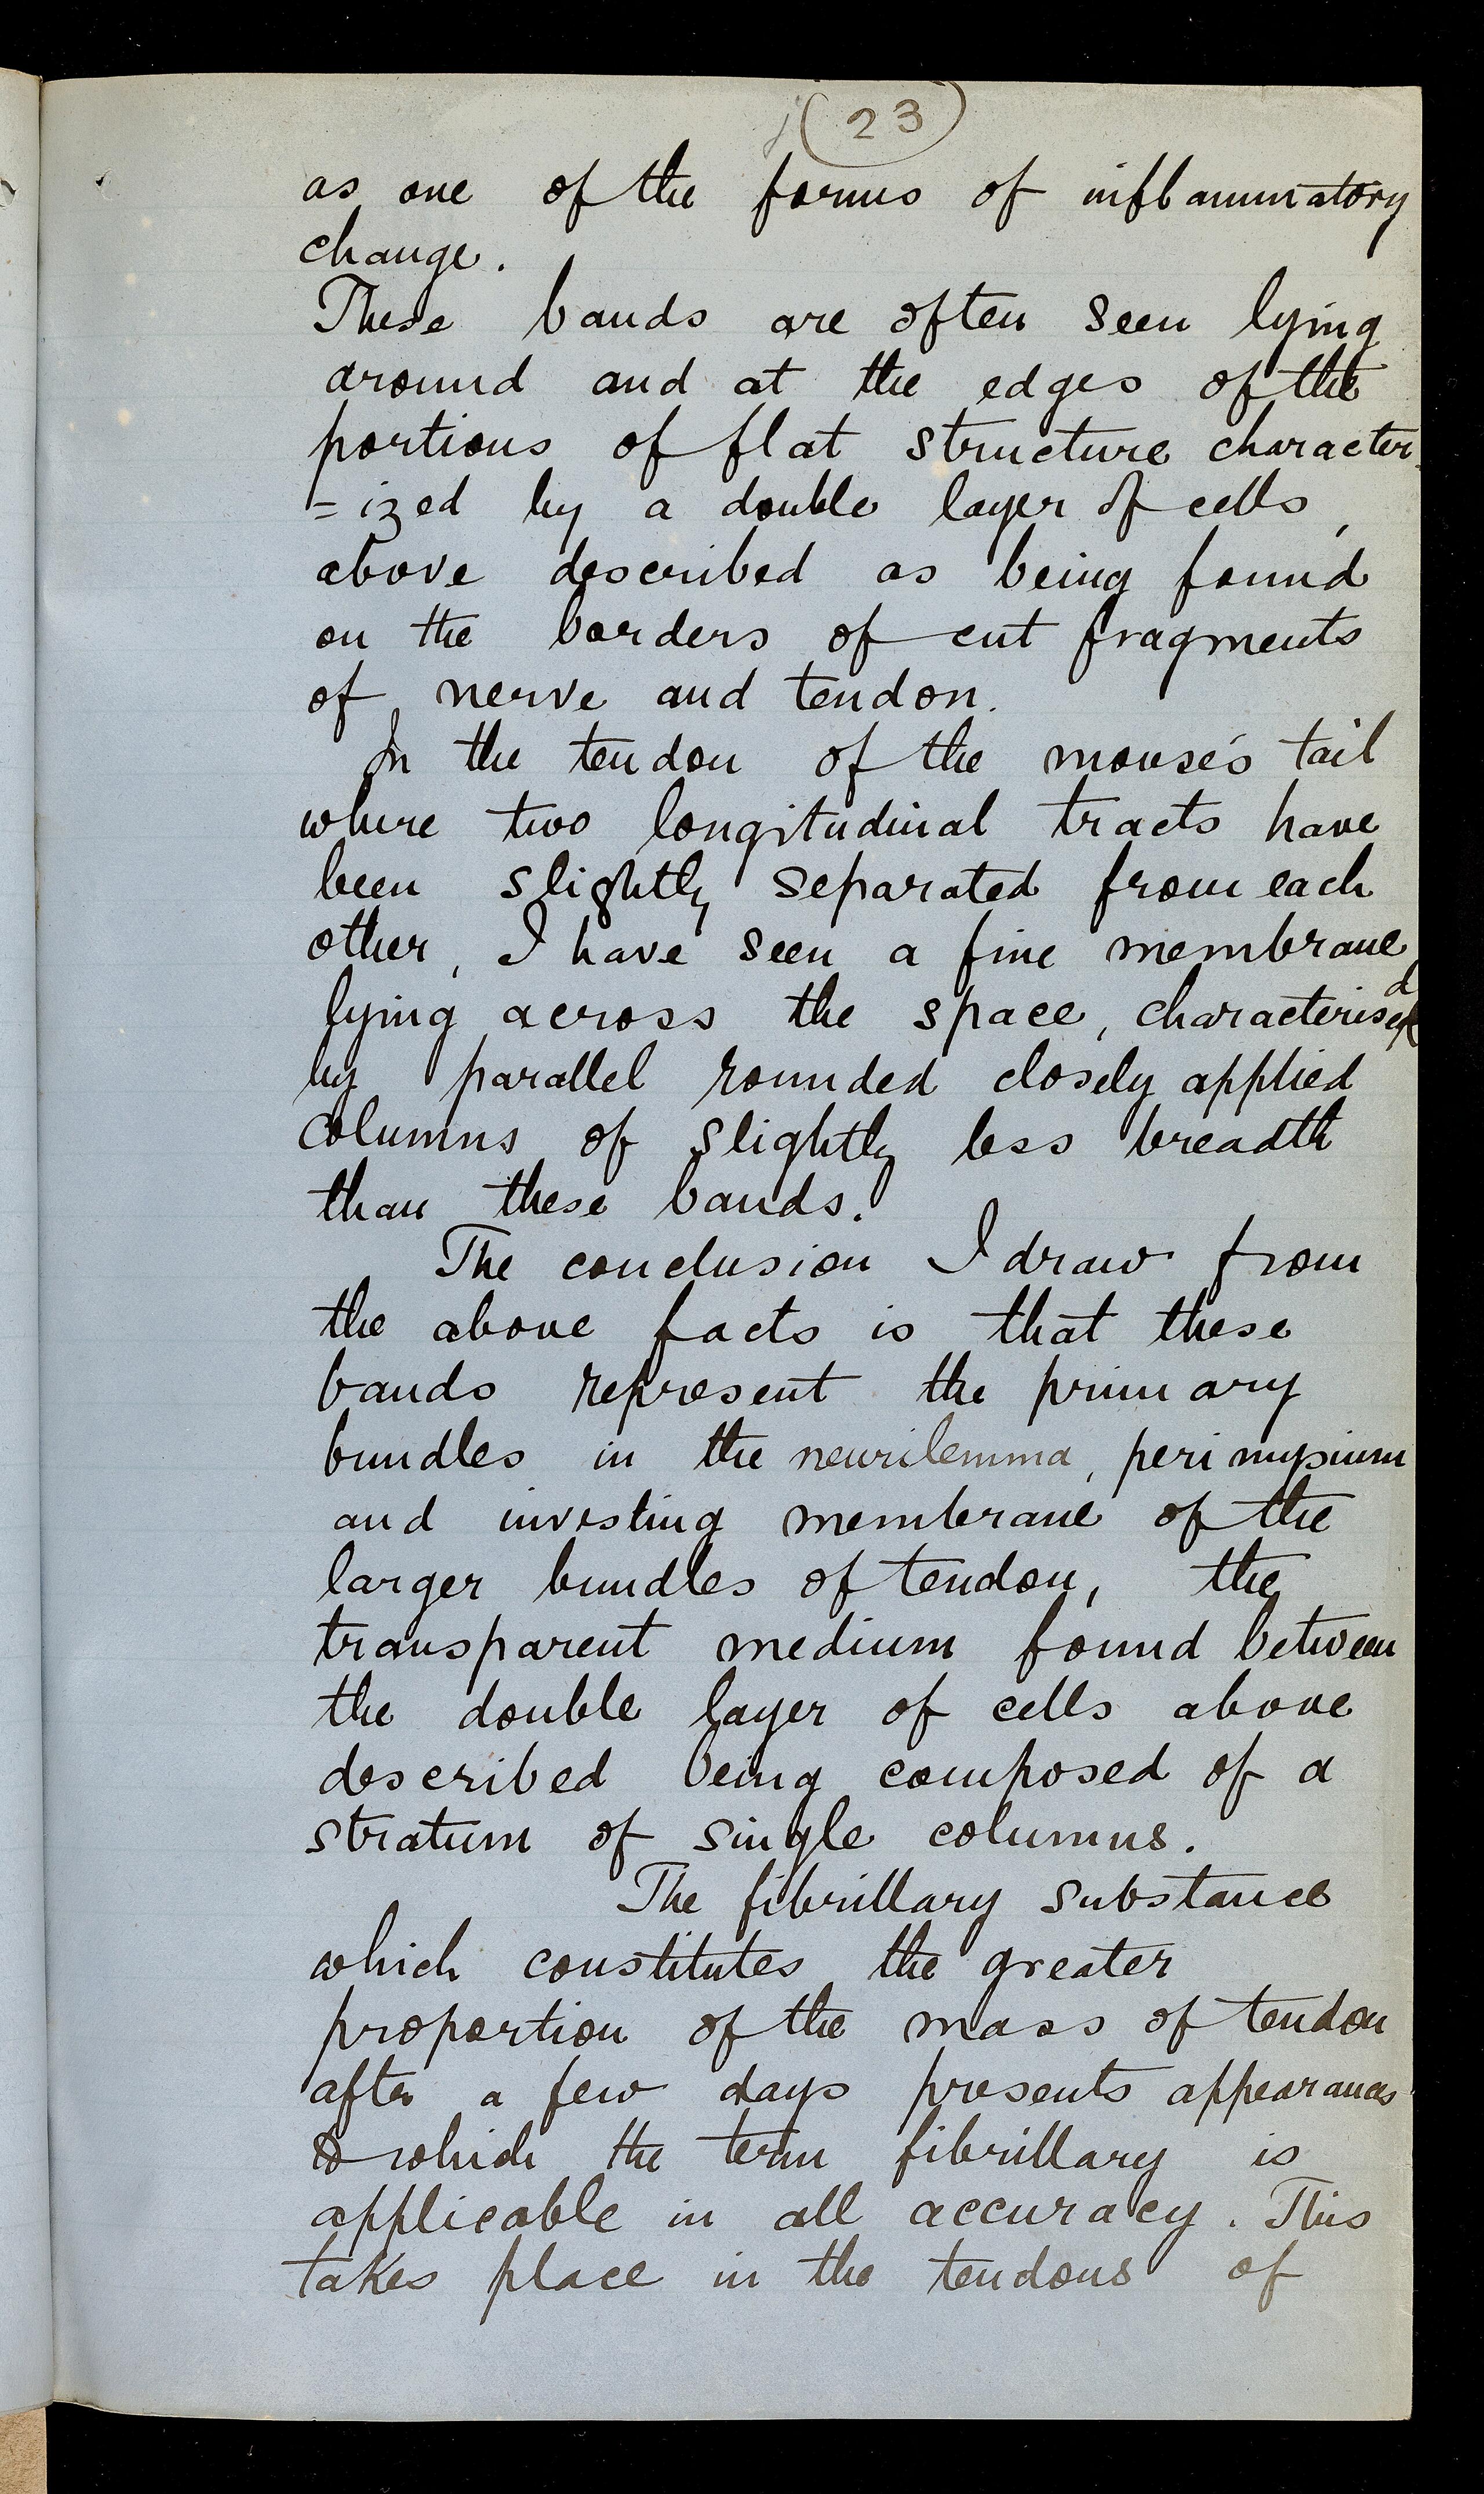 23
as one of the forms of inflammatory
change.
These bands are often seen lying
around and at the edges of the
portions of flat structure character
=ized by a double layer of cells,
above described as being found
on the borders of cut fragments
of nerve and tendon.
In the tendon of the mouse's tail
where two longitudinal tracts have
been slightly separated from each
other, I have seen a fine membrane
lying across the space, characterised
by parallel rounded closely applied
columns of slightly less breadth
than these bands.
The conclusion I draw from
the above facts is that these
bands represent the primary
bundles in the neurilemma, perimysium
and investing membrane of the
larger bundles of tendon, the
transparent medium found between
the double layer of cells above
described being composed of a
stratum of single columns.
The fibrillary substance
which constitutes the greater
proportion of the mass of tendon
after a few days presents appearances
to which the term fibrillary is
applicable in all accuracy. This
takes place in the tendons of